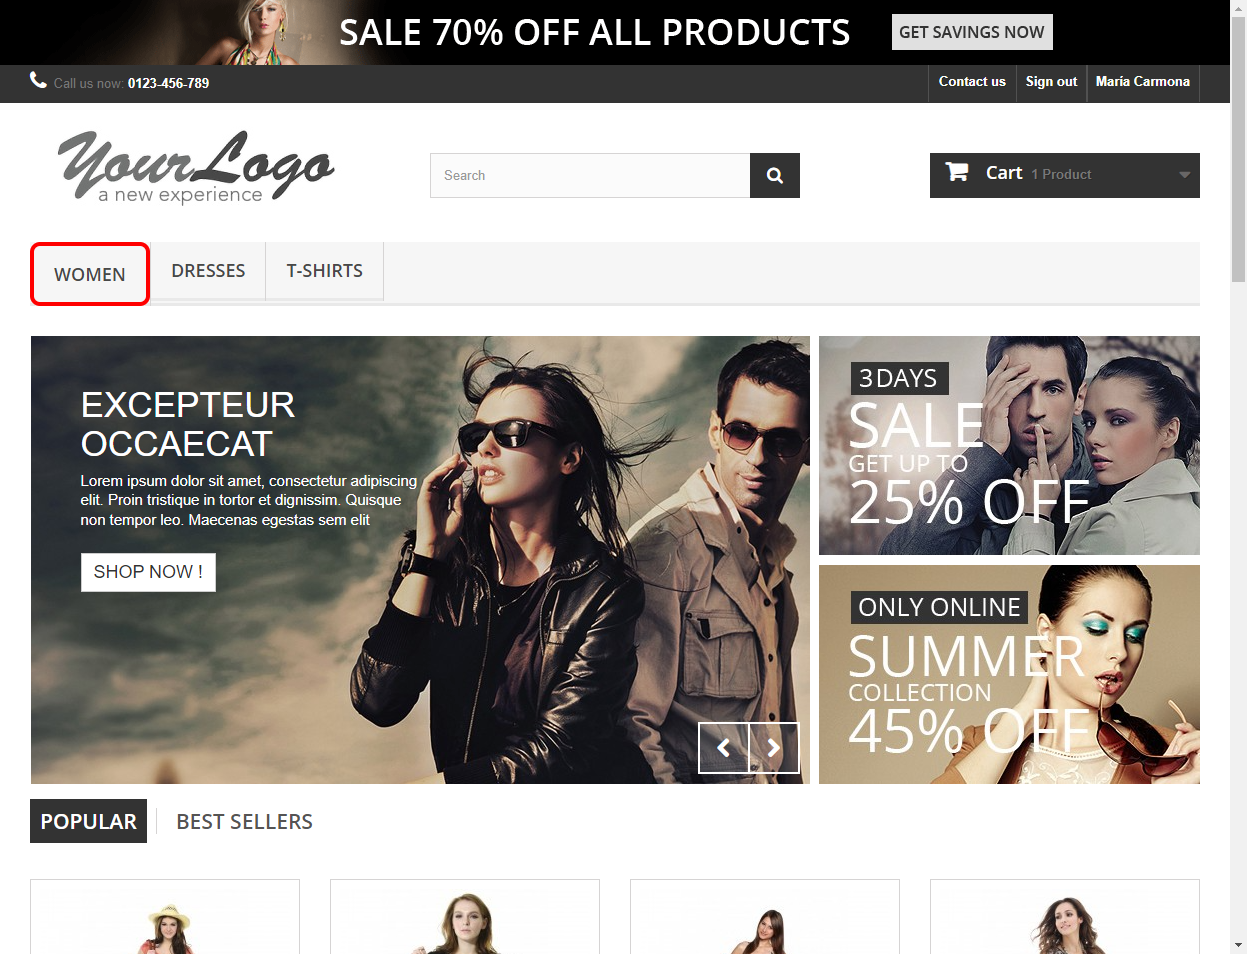 SALE 70% OFF ALL PRODUCTS
GET SAVINGS NOW
Call us now: 0123-456-789
Contact us
Sign out
María Carmona
YourLogo
a new experience
Search
Cart 1 Product
WOMEN
DRESSES
T-SHIRTS
EXCEPTEUR
OCCAECAT
Lorem ipsum dolor sit amet, consectetur adipiscing
elit. Proin tristique in tortor et dignissim. Quisque
non tempor leo. Maecenas egestas sem elit
SHOP NOW !
3 DAYS
SALE
GET UP TO
25% OFF
ONLY ONLINE
SUMMER
COLLECTION
45% OFF
POPULAR
BEST SELLERS